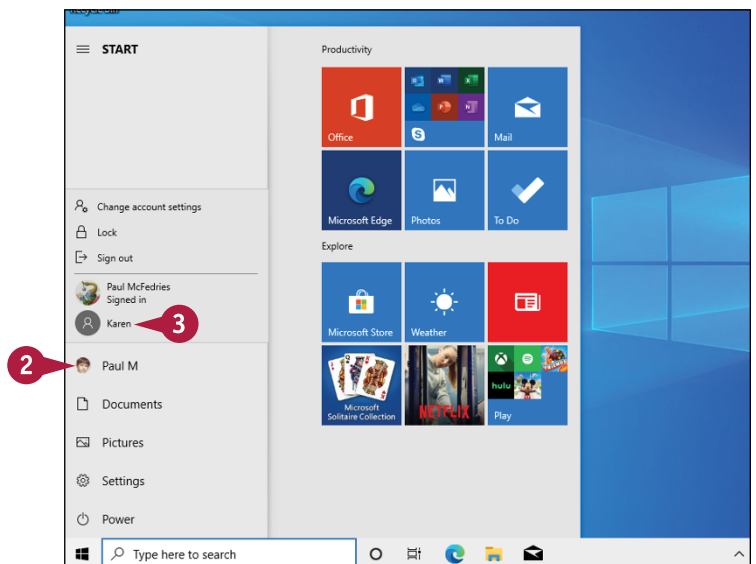 START
Productivity
Office
S
Mail
Microsoft Edge
Photos
To Do
Change account settings
Lock
Sign out
Paul McFedries
Signed in
Karen
3
2
Paul M
Documents
Pictures
Settings
Power
Explore
Microsoft Store
Weather
Microsoft
Solitaire Collection
NETFLIX
hulu
Play
Type here to search